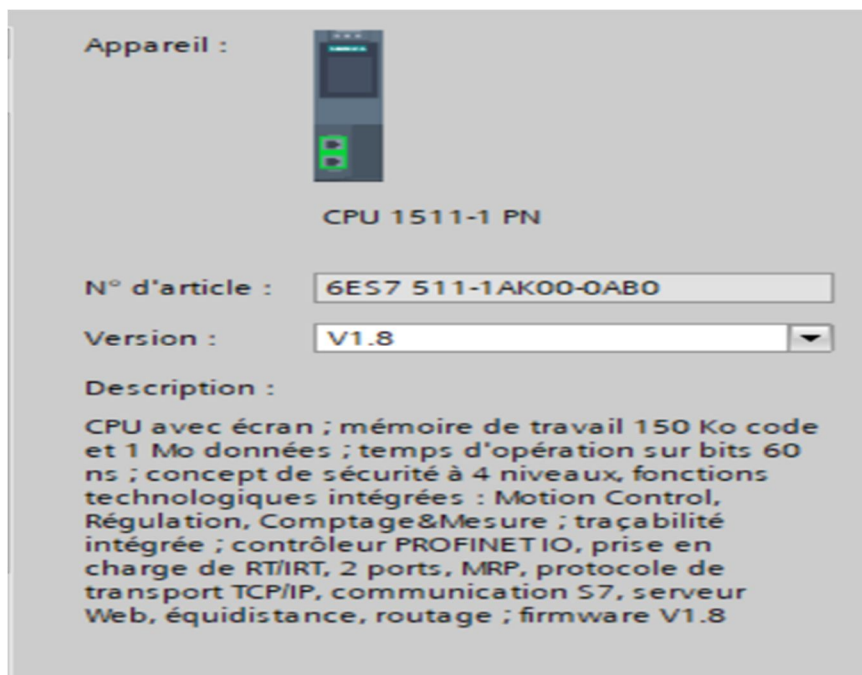 Appareil :
CPU 1511-1 PN
N° d'article : 6ES7 511-1AK00-0AB0
Version : V1.8
Description :
CPU avec écran ; mémoire de travail 150 Ko code
et 1 Mo données ; temps d'opération sur bits 60
ns ; concept de sécurité à 4 niveaux, fonctions
technologiques intégrées : Motion Control,
Régulation, Comptage&Mesure ; traçabilité
intégrée ; contrôleur PROFINET IO, prise en
charge de RT/IRT, 2 ports, MRP, protocole de
transport TCP/IP, communication S7, serveur
Web, équidistance, routage ; firmware V1.8